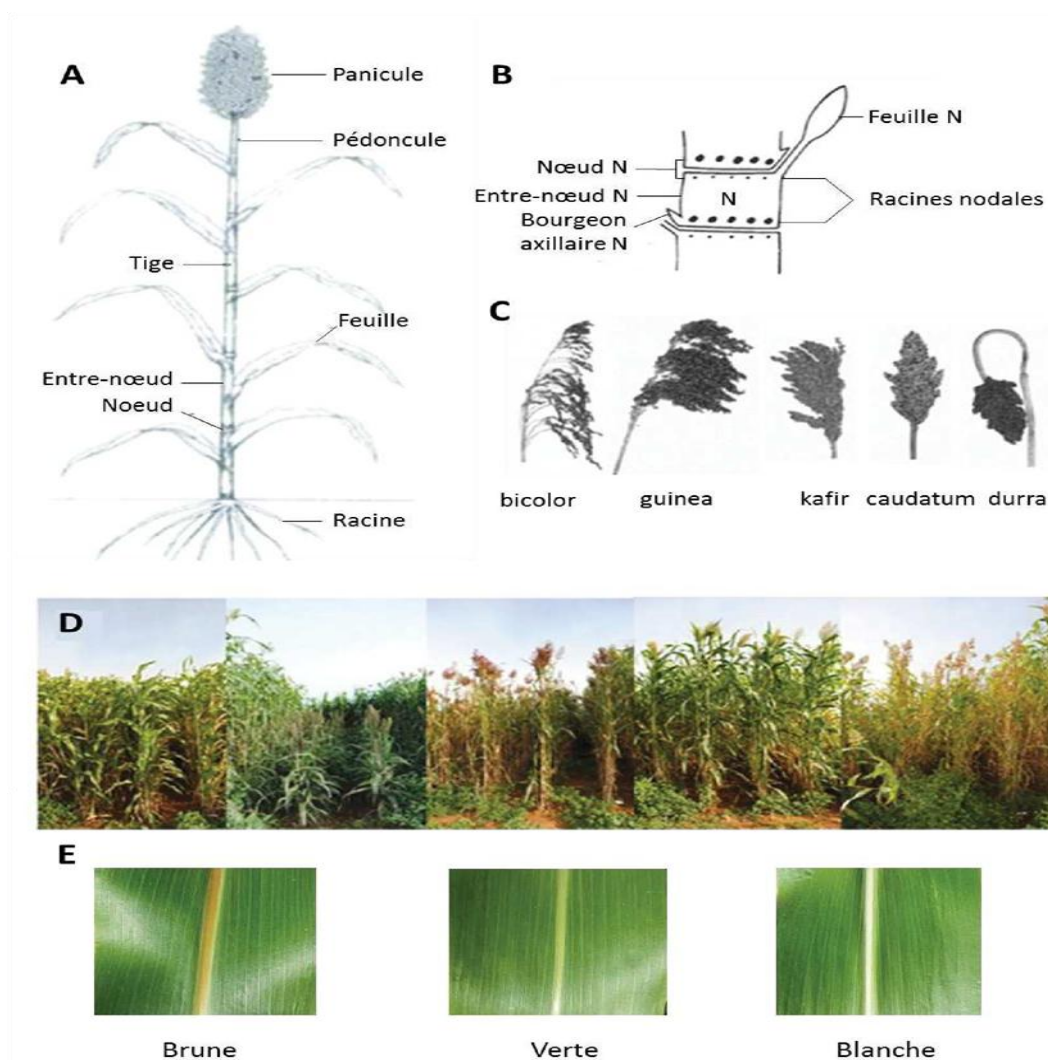 A
Panicule
Pédoncule
Tige
Feuille
Entre-nœud
Noeud
Racine
B
Feuille N
Nœud N
Entre-nœud N
N
Bourgeon
axillaire N
Racines nodales
C
bicolor
guinea
kafir
caudatum
durra
D
E
Brune
Verte
Blanche